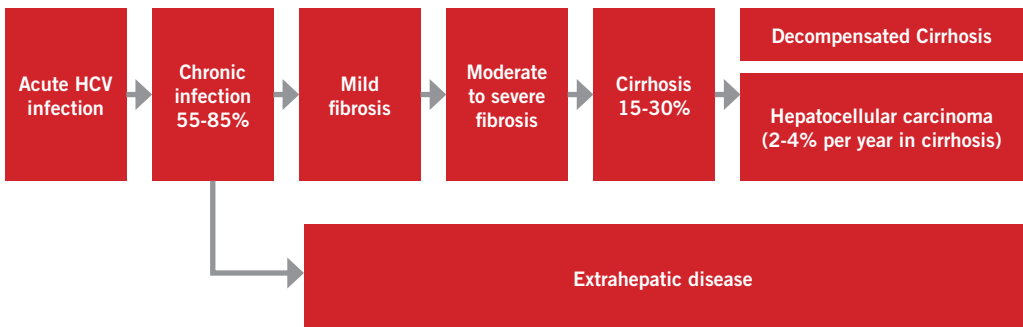 Acute HCV
infection
Chronic
infection
55-85%
Mild
fibrosis
Moderate
to severe
fibrosis
Cirrhosis
15-30%
Decompensated Cirrhosis
Hepatocellular carcinoma
(2-4% per year in cirrhosis)
Extrahepatic disease